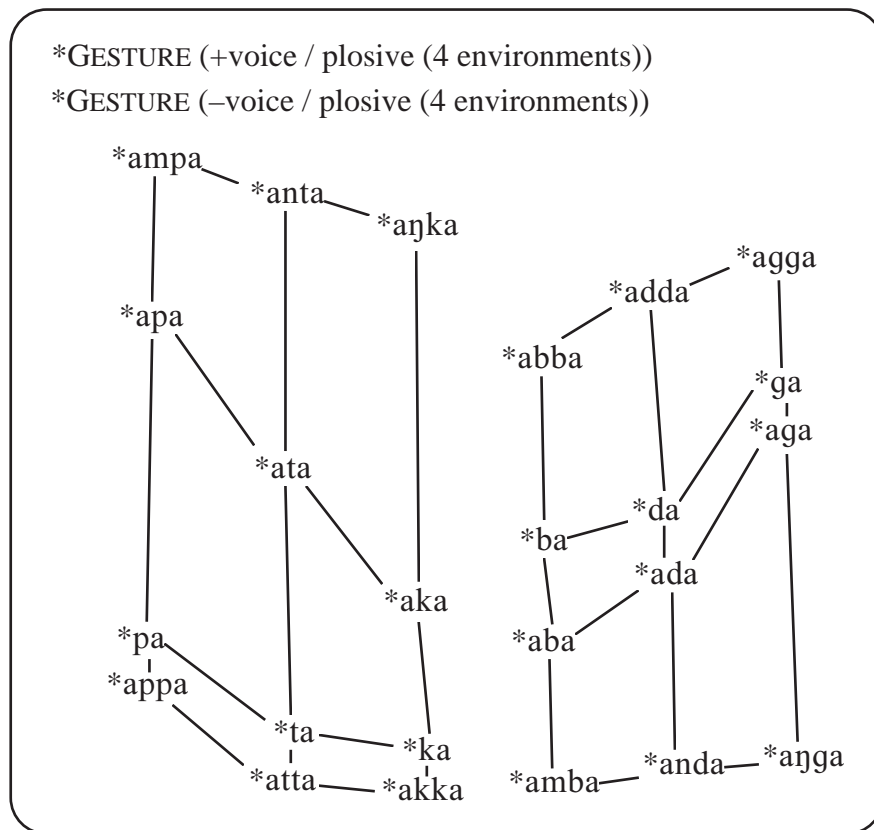 *GESTURE (+voice / plosive (4 environments))
*GESTURE (–voice / plosive (4 environments))
*ampa
*anta
*aŋka
*apa
*ata
*aka
*pa
*appa
*ta
*ka
*atta
*akka
*agga
*adda
*abba
*ga
*aga
*da
*ba
*ada
*aba
*aŋga
*anda
*amba